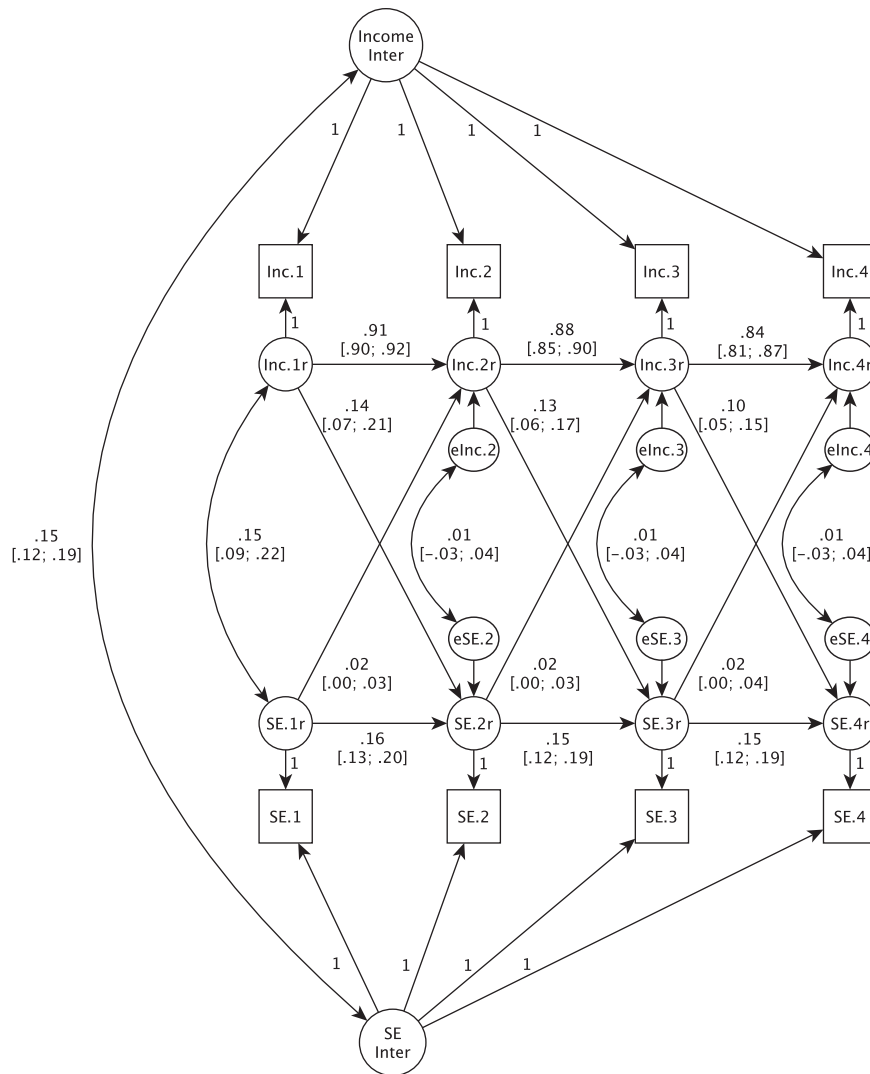 Income
Inter
1
1
1
1
Inc.1
Inc.2
Inc.3
Inc.4
1
1
1
1
.91
[.90; .92]
.88
[.85; .90]
.84
[.81; .87]
Inc.1r
Inc.2r
Inc.3r
Inc.4r
.14
[.07; .21]
.13
[.06; .17]
.10
[.05; .15]
eInc.2
eInc.3
eInc.4
.15
[.12; .19]
.15
[.09; .22]
.01
[–.03; .04]
.01
[–.03; .04]
.01
[–.03; .04]
eSE.2
eSE.3
eSE.4
.02
[.00; .03]
.02
[.00; .03]
.02
[.00; .04]
SE.1r
SE.2r
SE.3r
SE.4r
.16
[.13; .20]
.15
[.12; .19]
.15
[.12; .19]
1
1
1
1
SE.1
SE.2
SE.3
SE.4
1
1
1
1
SE
Inter